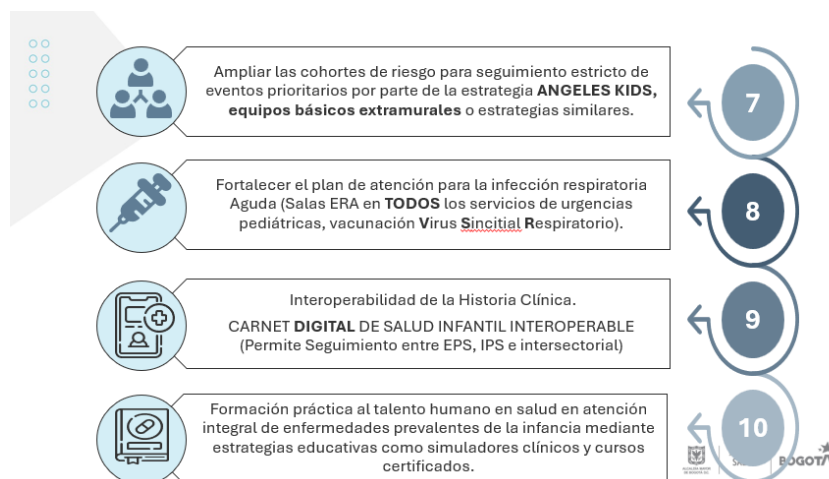 Ampliar las cohortes de riesgo para seguimiento estricto de
eventos prioritarios por parte de la estrategia ANGELES KIDS,
equipos básicos extramurales o estrategias similares.
7
Fortalecer el plan de atención para la infección respiratoria
Aguda (Salas ERA en TODOS los servicios de urgencias
pediátricas, vacunación Virus Sincitial Respiratorio).
8
Interoperabilidad de la Historia Clínica.
CARNET DIGITAL DE SALUD INFANTIL INTEROPERABLE
(Permite Seguimiento entre EPS, IPS e intersectorial)
9
Formación práctica al talento humano en salud en atención
integral de enfermedades prevalentes de la infancia mediante
estrategias educativas como simuladores clínicos y cursos
certificados.
10